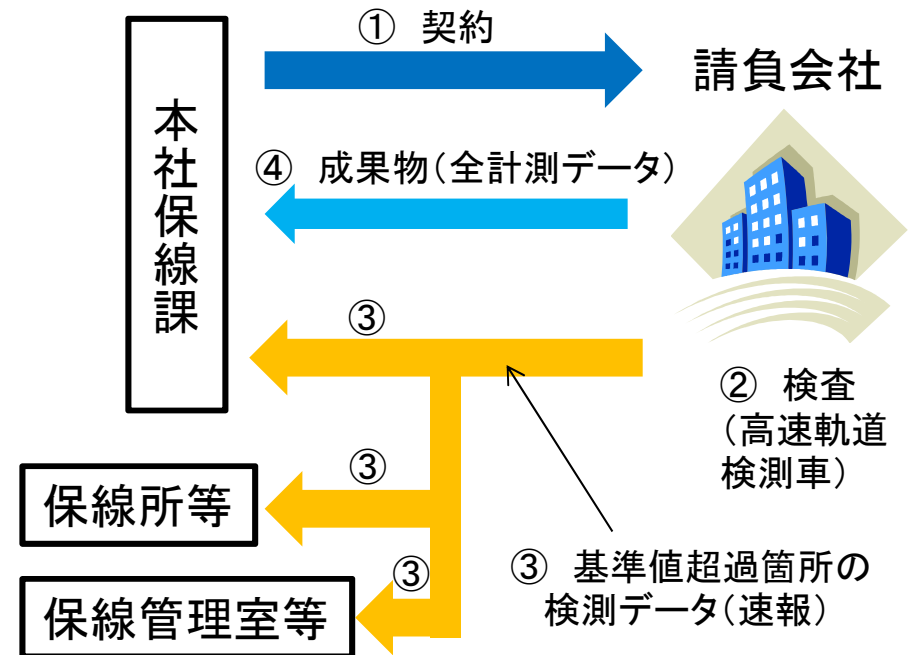 ① 契約
請負会社
本社保線課
④ 成果物(全計測データ)
③
② 検査
(高速軌道
検測車)
③
保線所等
③
③ 基準値超過箇所の
検測データ(速報)
保線管理室等